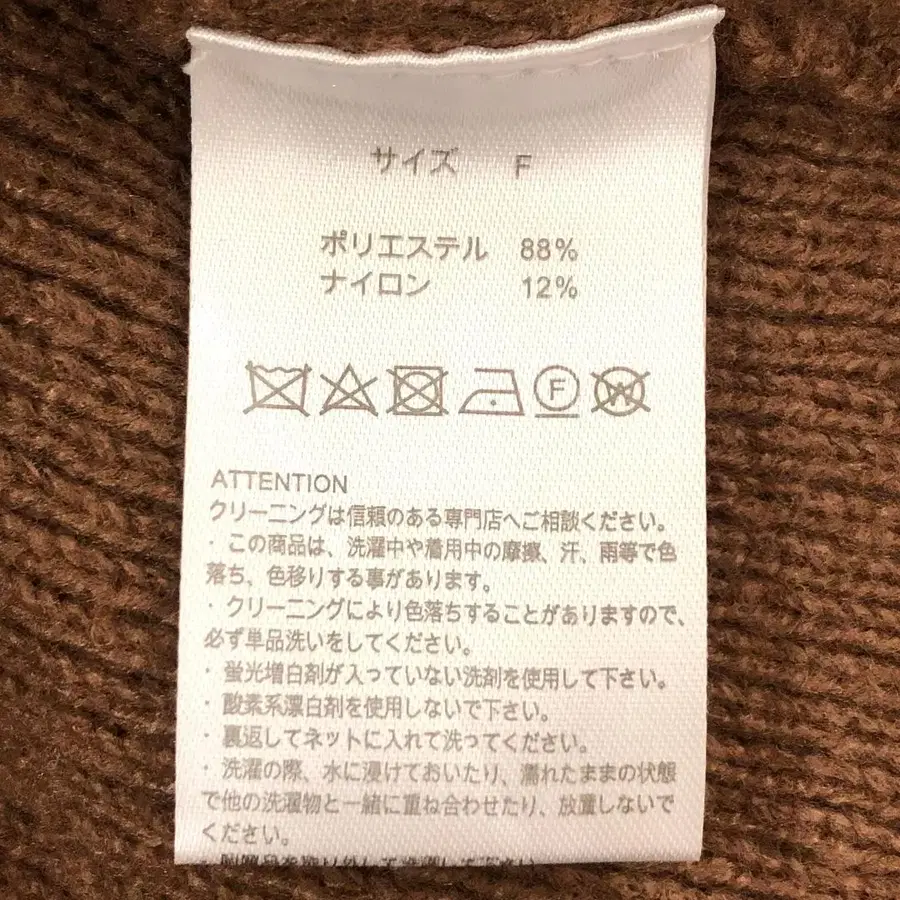 サイズ F
ポリエステル 88%
ナイロン 12%
F
W
ATTENTION
クリーニングは信頼のある専門店へご相談ください。
・この商品は、洗濯中や着用中の摩擦、汗、雨等で色
落ち、色移りする事があります。
・クリーニングにより色落ちすることがありますので、
必ず単品洗いをしてください。
・蛍光増白剤が入っていない洗剤を使用して下さい。
・酸素系漂白剤を使用しないで下さい。
・裏返してネットに入れて洗ってください。
・洗濯の際、水に浸けておいたり、濡れたままの状態
で他の洗濯物と一緒に重ね合わせたり、放置しないで
ください。